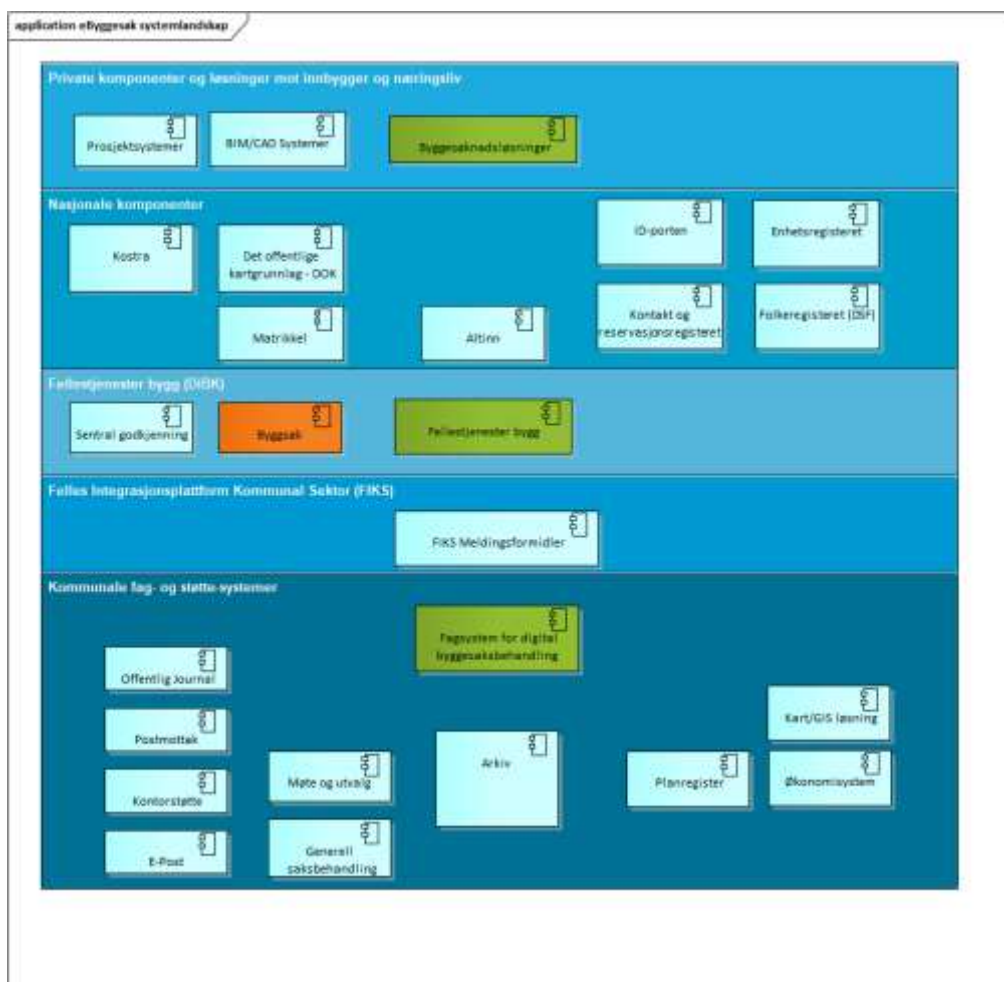 application eByggesak systemlandskap
Private komponenter og løsninger mot innbygger og næringsliv
Prosjektsystemer
BIM/CAD Systemer
Byggesøknadsløsninger
Nasjonale komponenter
Kostra
Det offentlige
kartgrunnlag - DOK
ID-porten
Enhetsregisteret
Matrikkel
Altinn
Kontakt og
reservasjonsregisteret
Folkeregisteret (DSF)
Fellestjenester bygg (DIBK)
Sentral godkjenning
Byggsøk
Fellestjenester bygg
Felles Integrasjonsplattform Kommunal Sektor (FIKS)
FIKS Meldingsformidler
Kommunale fag- og støtte-systemer
Fagsystem for digital
byggesaksbehandling
Offentlig Journal
Postmottak
Kontorstøtte
E-Post
Møte og utvalg
Generell
saksbehandling
Arkiv
Planregister
Kart/GIS løsning
Økonomisystem